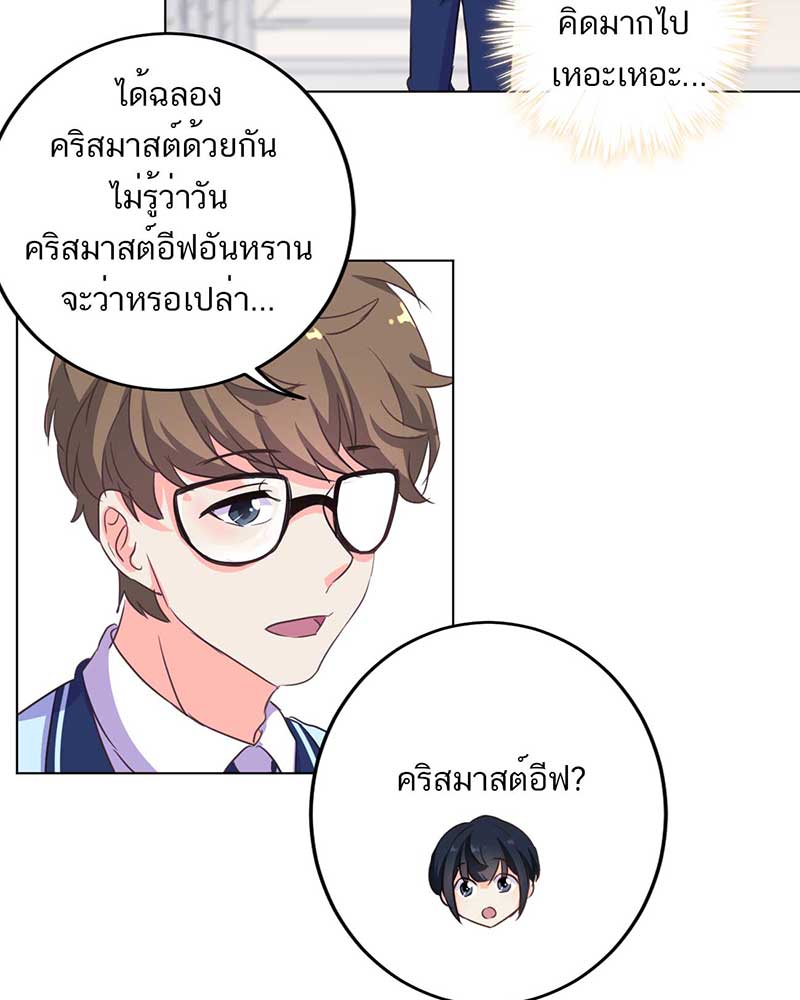 คิดมากไป
เหอะเหอะ...
ได้ฉลอง
คริสมาสต์ด้วยกัน
ไม่รู้ว่าวัน
คริสมาสต์อีฟอันหราน
จะว่าหรอเปล่า...
คริสมาสต์อีฟ?